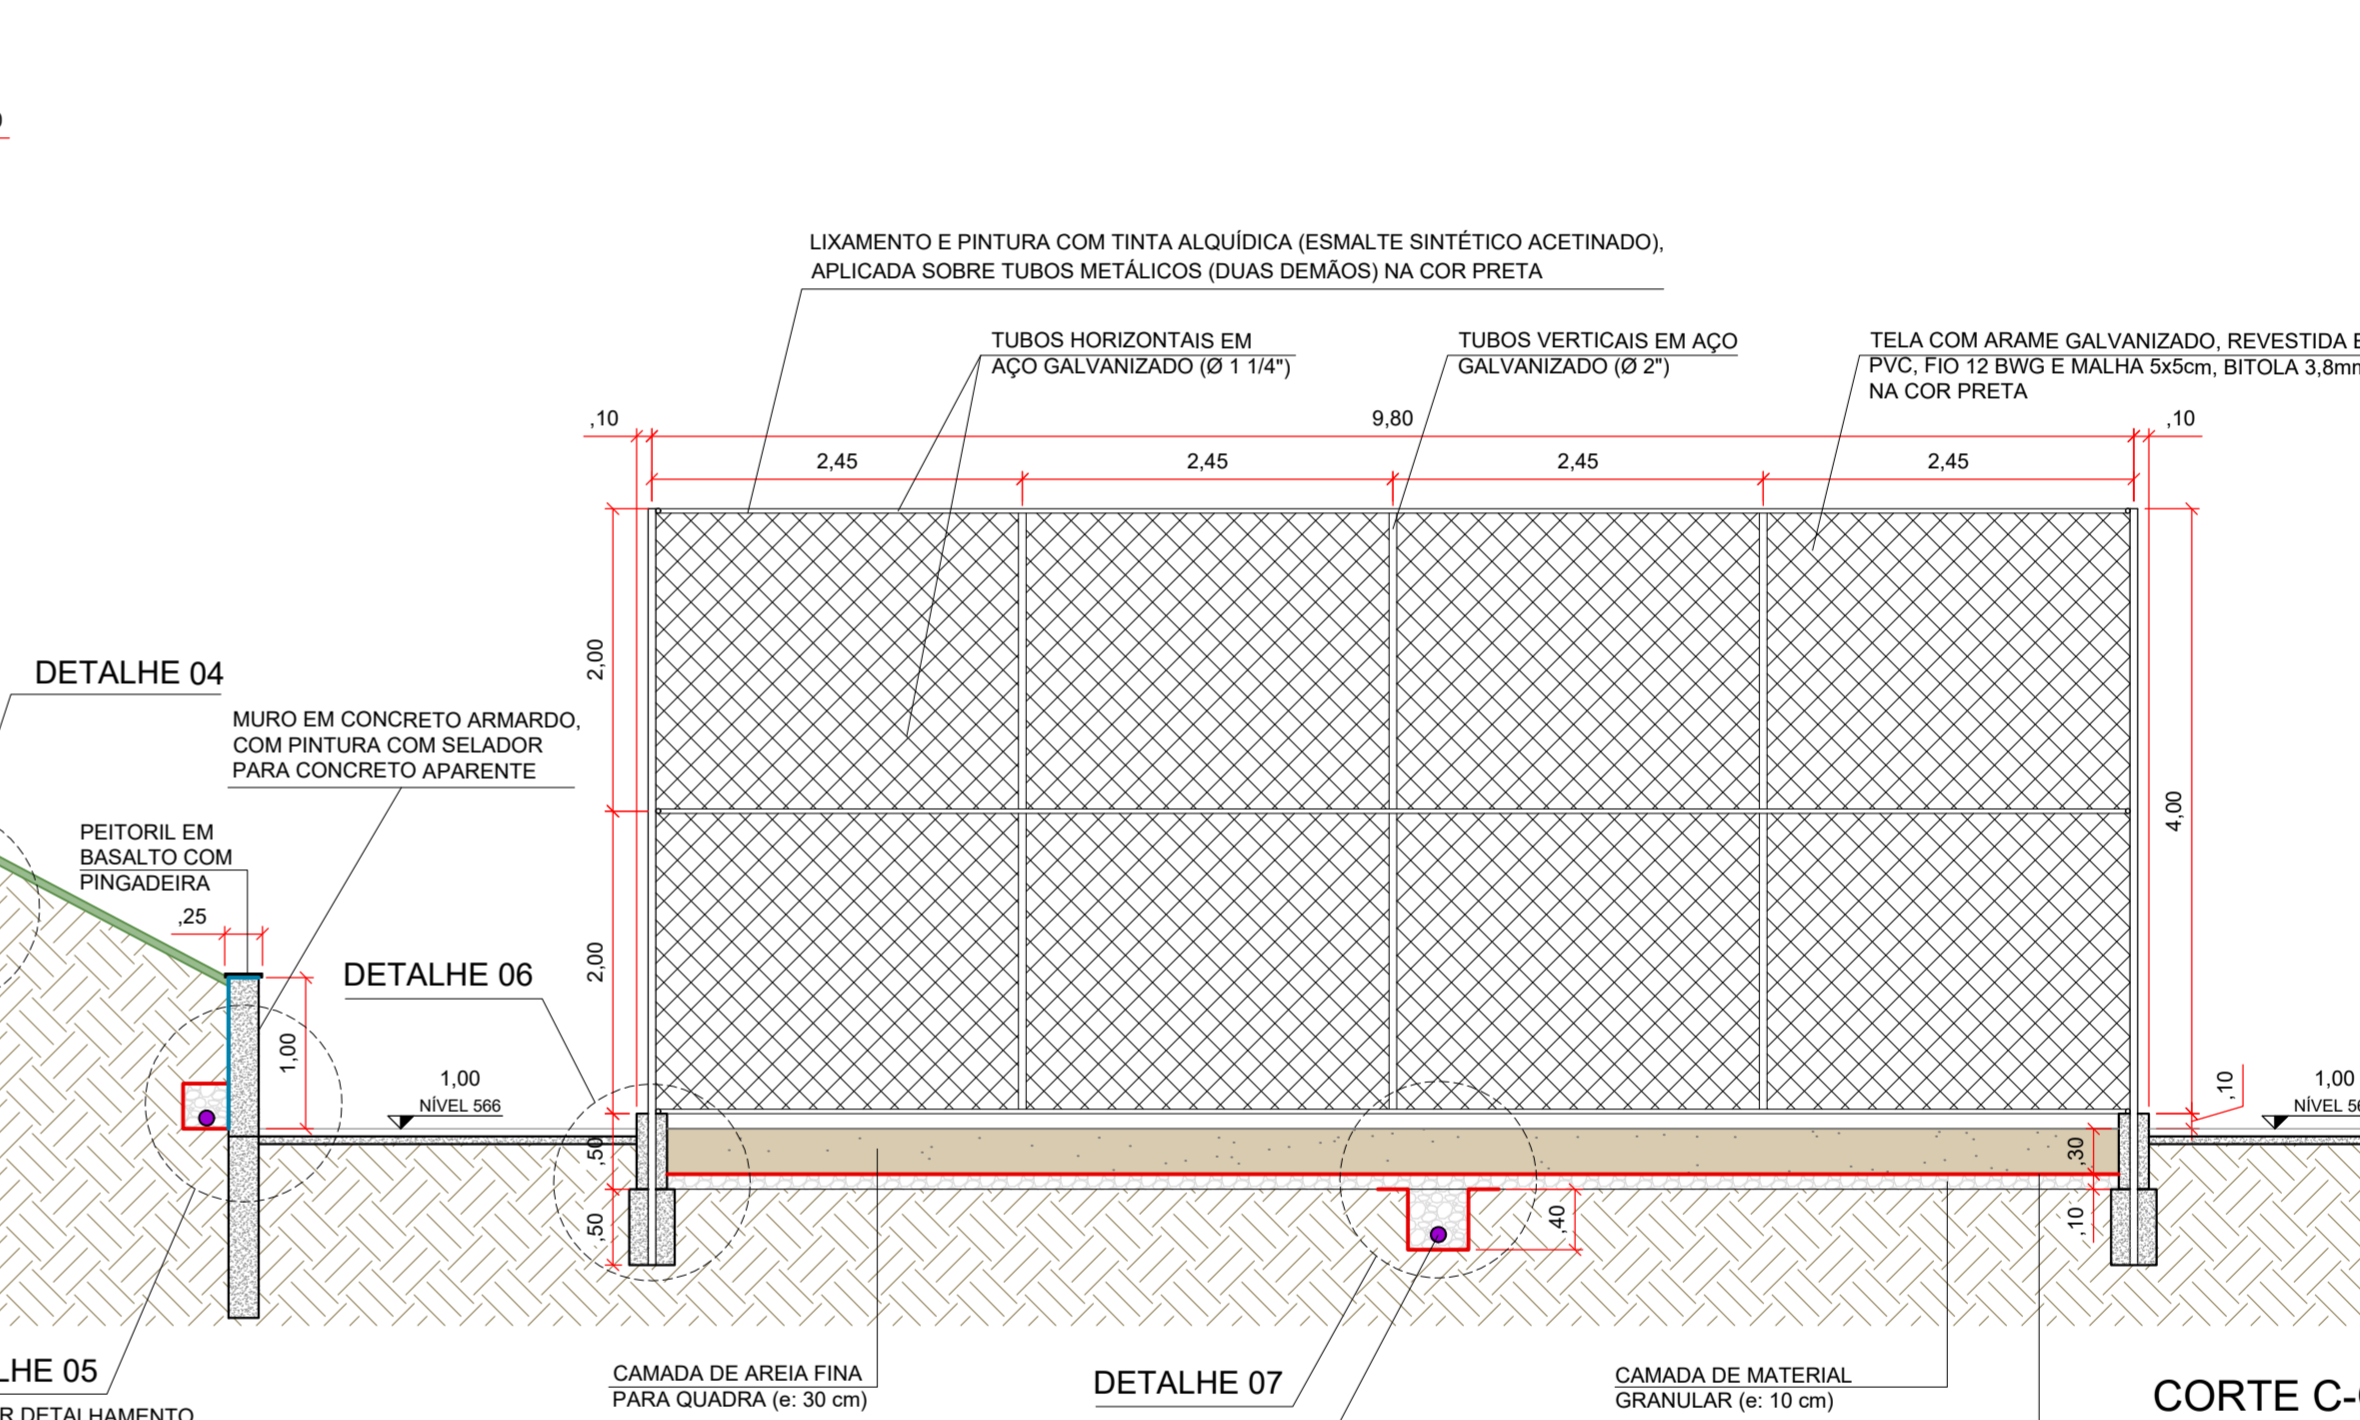 LIXAMENTO E PINTURA COM TINTA ALQUÍDICA (ESMALTE SINTÉTICO ACETINADO),
APLICADA SOBRE TUBOS METÁLICOS (DUAS DEMÃOS) NA COR PRETA
TUBOS HORIZONTAIS EM
AÇO GALVANIZADO (Ø 1 1/4")
TUBOS VERTICAIS EM AÇO
GALVANIZADO (Ø 2")
TELA COM ARAME GALVANIZADO, REVESTIDA
PVC, FIO 12 BWG E MALHA 5x5cm, BITOLA 3,8mm
NA COR PRETA
,10
9,80
,10
2,45
2,45
2,45
2,45
2,00
2,00
4,00
DETALHE 04
MURO EM CONCRETO ARMARDO,
COM PINTURA COM SELADOR
PARA CONCRETO APARENTE
PEITORIL EM
BASALTO COM
PINGADEIRA
,25
DETALHE 06
1,00
1,00
NÍVEL 566
,50
,50
,40
,30
,10
,10
1,00
NÍVEL 56
LHE 05
R DETALHAMENTO
CAMADA DE AREIA FINA
PARA QUADRA (e: 30 cm)
DETALHE 07
CAMADA DE MATERIAL
GRANULAR (e: 10 cm)
CORTE C-